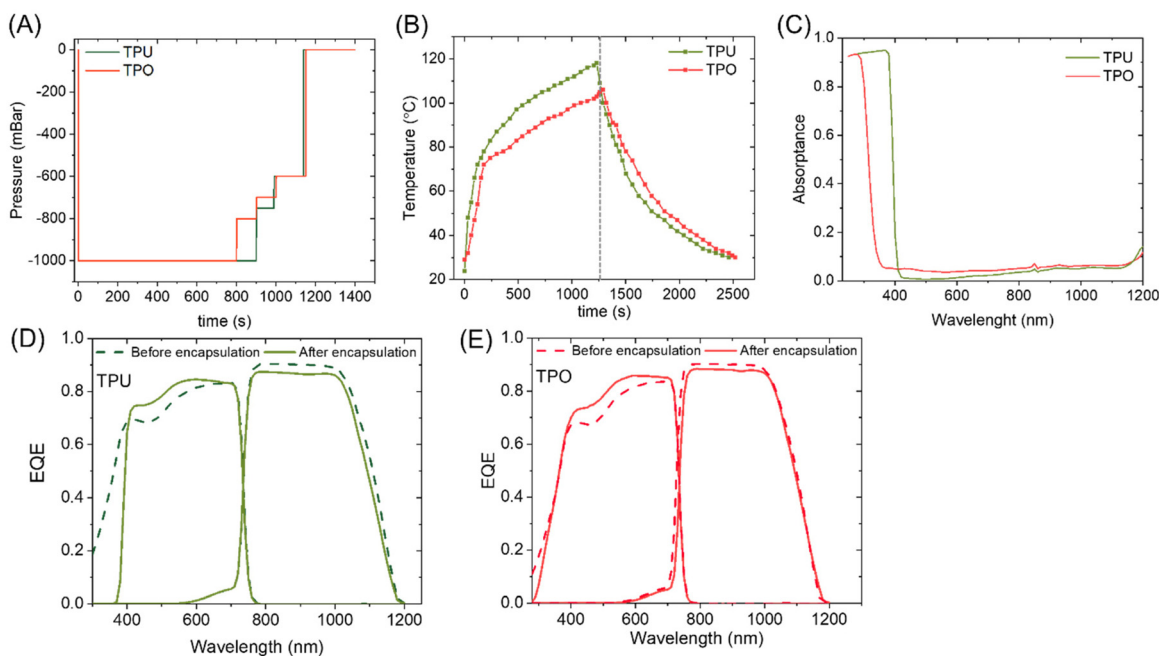 (A)
TPU
TPO
0
-200
-400
-600
-800
-1000
Pressure (mBar)
0 200 400 600 800 1000 1200 1400
time (s)
(B)
TPU
TPO
120
100
80
60
40
20
Temperature (°C)
0 500 1000 1500 2000 2500
time (s)
(C)
TPU
TPO
1.0
0.8
0.6
0.4
0.2
0.0
Absorptance
400 600 800 1000 1200
Wavelenght (nm)
(D)
Before encapsulation After encapsulation
TPU
1.0
0.8
0.6
0.4
0.2
0.0
EQE
400 600 800 1000 1200
Wavelength (nm)
(E)
Before encapsulation After encapsulation
TPO
1.0
0.8
0.6
0.4
0.2
0.0
EQE
400 600 800 1000 1200
Wavelength (nm)